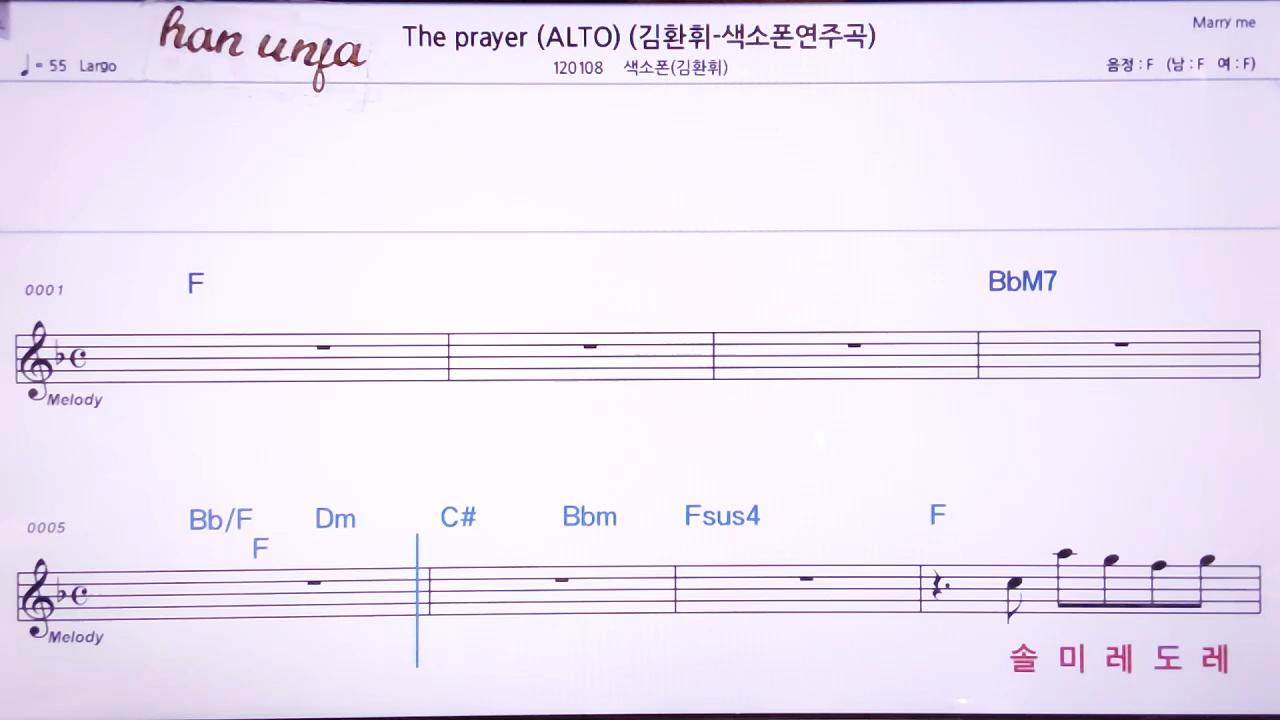 han unfa
The prayer (ALTO) (김환휘-색소폰연주곡)
Marry me
♩= 55 Largo
120108 색소폰(김환휘)
음정 : F (남 : F 여 : F)
0001
F
BbM7
Melody
0005
Bb/F Dm C# Bbm Fsus4 F
F
Melody
솔 미 레 도 레